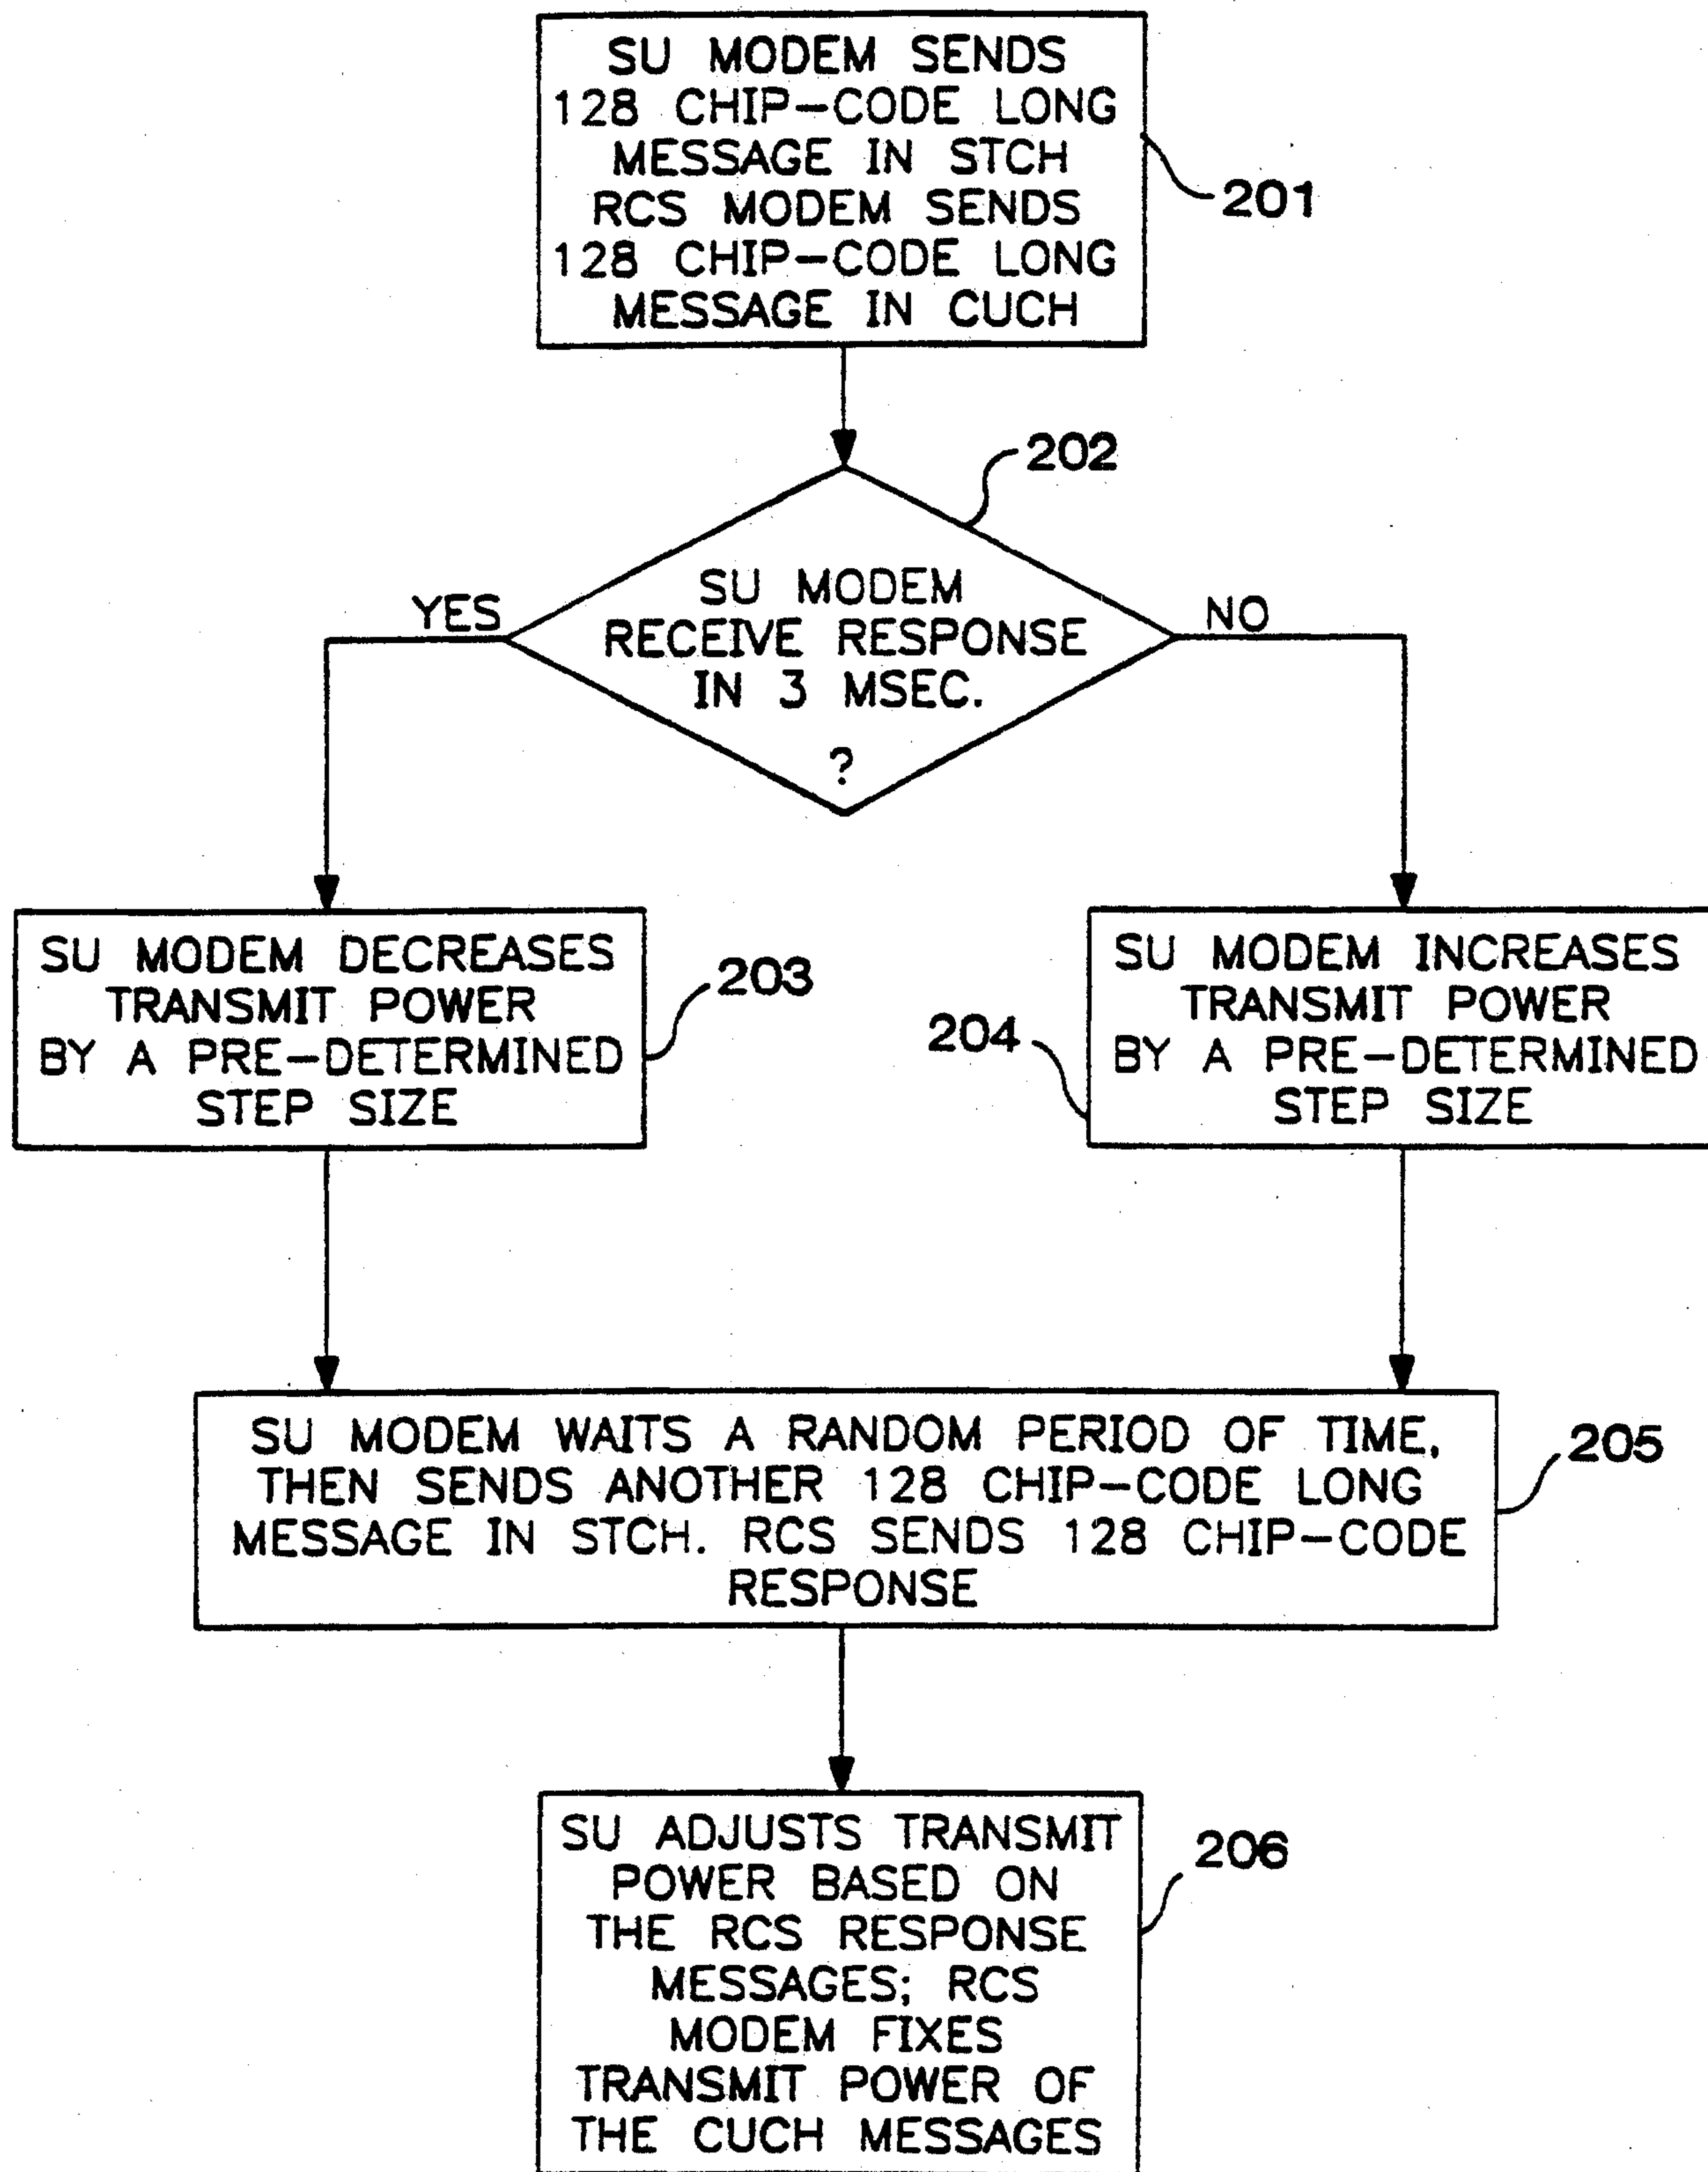 SU MODEM SENDS
128 CHIP-CODE LONG
MESSAGE IN STCH
RCS MODEM SENDS
128 CHIP-CODE LONG
MESSAGE IN CUCH
201
202
SU MODEM
RECEIVE RESPONSE
IN 3 MSEC.
?
YES
NO
SU MODEM DECREASES
TRANSMIT POWER
BY A PRE-DETERMINED
STEP SIZE
203
204
SU MODEM INCREASES
TRANSMIT POWER
BY A PRE-DETERMINED
STEP SIZE
SU MODEM WAITS A RANDOM PERIOD OF TIME,
THEN SENDS ANOTHER 128 CHIP-CODE LONG
MESSAGE IN STCH. RCS SENDS 128 CHIP-CODE
RESPONSE
205
SU ADJUSTS TRANSMIT
POWER BASED ON
THE RCS RESPONSE
MESSAGES; RCS
MODEM FIXES
TRANSMIT POWER OF
THE CUCH MESSAGES
206